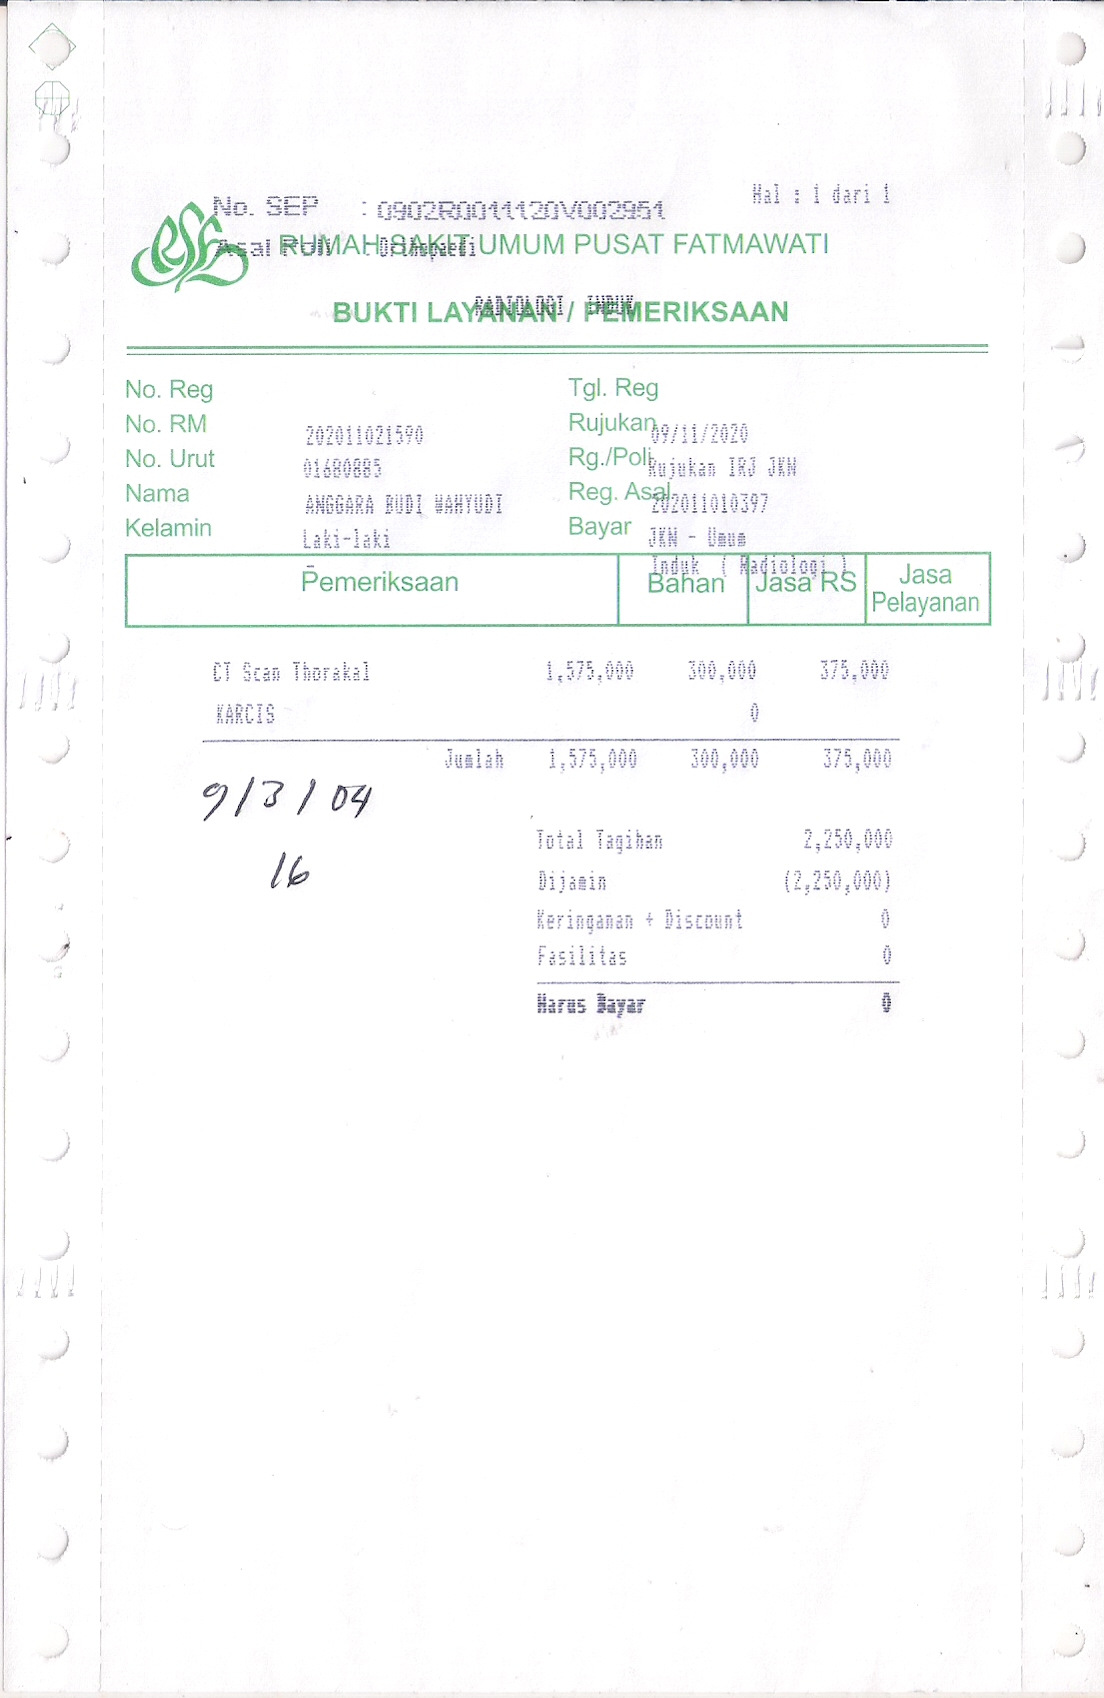 Hal : 1 dari 1
No. SEP : 0902R0011120V002951
Asal Poli : Orthopedi
RUMAH SAKIT UMUM PUSAT FATMAWATI
RADIOLOGI INDUK
BUKTI LAYANAN / PEMERIKSAAN
No. Reg Tgl. Reg
No. RM Rujukan
202011021590 09/11/2020
No. Urut Rg./Poli
01680885 Rujukan IRJ JKN
Nama Reg. Asal
ANGGARA BUDI WAHYUDI 202011010397
Kelamin Bayar
Laki-laki JKN - Umum
- Induk ( Radiologi )
Pemeriksaan Bahan Jasa RS Jasa Pelayanan
CT Scan Thorakal 1,575,000 300,000 375,000
KARCIS 0
Jumlah 1,575,000 300,000 375,000
9/3/04
16
Total Tagihan 2,250,000
Dijamin (2,250,000)
Keringanan + Discount 0
Fasilitas 0
Harus Bayar 0